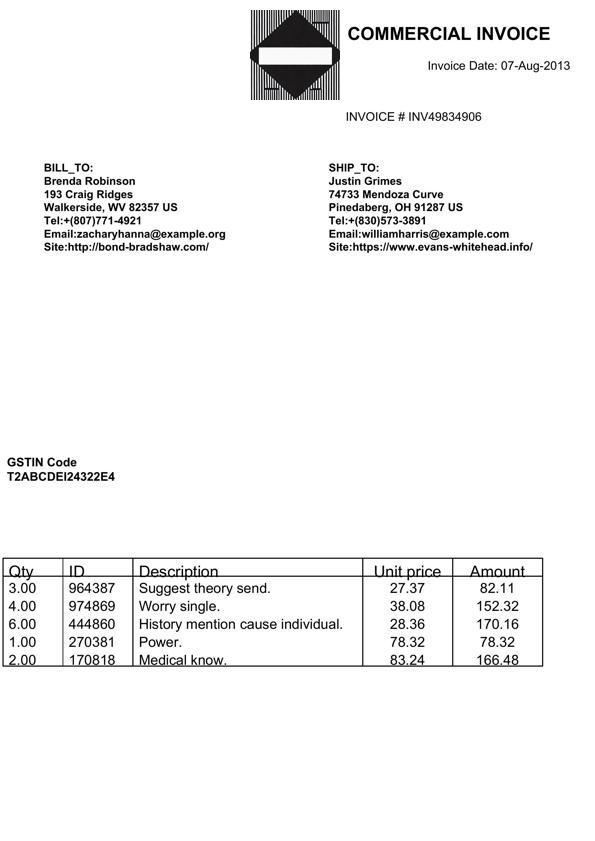 COMMERCIAL INVOICE
Invoice Date: 07-Aug-2013
INVOICE # INV49834906
BILL_TO:
Brenda Robinson
193 Craig Ridges
Walkerside, WV 82357 US
Tel:+(807)771-4921
Email:zacharyhanna@example.org
Site:http://bond-bradshaw.com/
SHIP_TO:
Justin Grimes
74733 Mendoza Curve
Pinedaberg, OH 91287 US
Tel:+(830)573-3891
Email:williamharris@example.com
Site:https://www.evans-whitehead.info/
GSTIN Code
T2ABCDEI24322E4
Qty ID Description Unit price Amount
3.00 964387 Suggest theory send. 27.37 82.11
4.00 974869 Worry single. 38.08 152.32
6.00 444860 History mention cause individual. 28.36 170.16
1.00 270381 Power. 78.32 78.32
2.00 170818 Medical know. 83.24 166.48